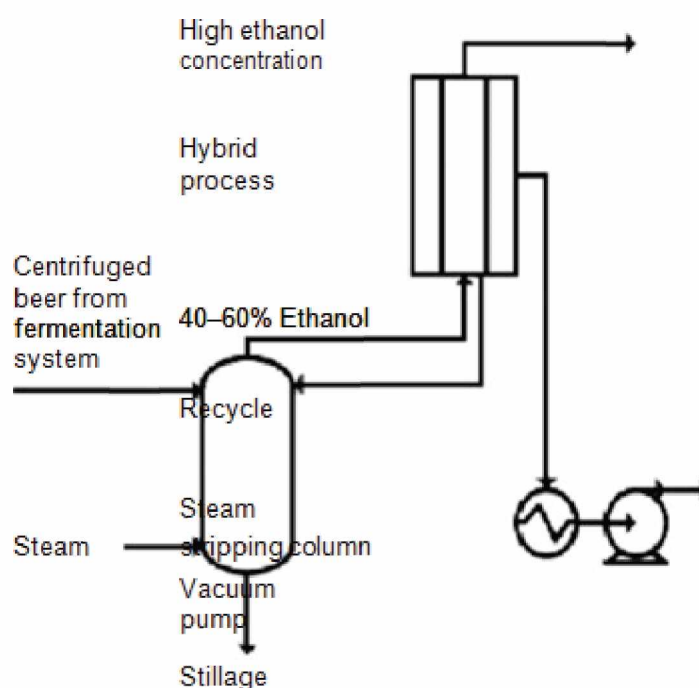 High ethanol
concentration
Hybrid
process
Centrifuged
beer from
fermentation
system
40–60% Ethanol
Recycle
Steam
stripping column
Steam
Vacuum
pump
Stillage